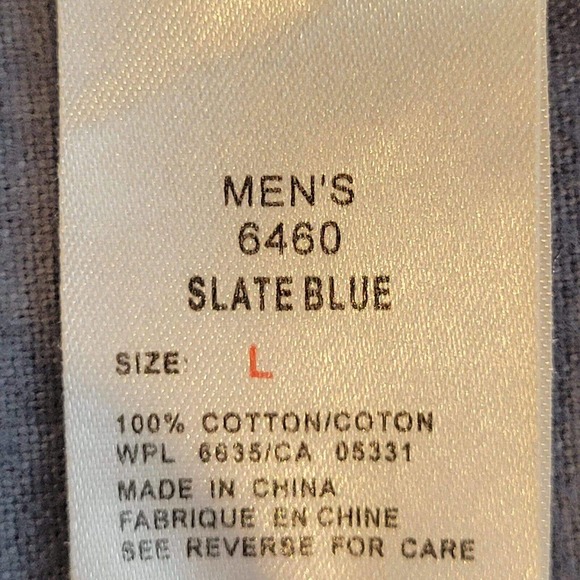 MEN'S
6460
SLATE BLUE
SIZE: L
100% COTTON/COTON
WPL 6635/CA 05331
MADE IN CHINA
FABRIQUE EN CHINE
SEE REVERSE FOR CARE